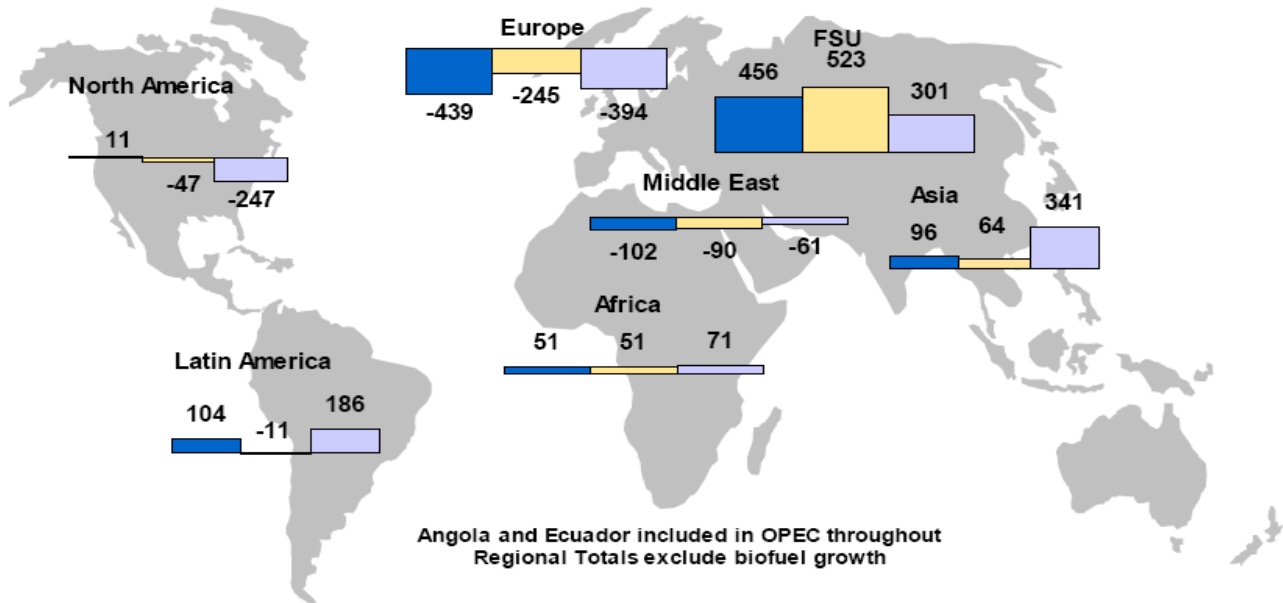 Europe
-439
-245
-394
FSU
456
523
301
North America
11
-47
-247
Middle East
-102
-90
-61
Asia
96
64
341
Africa
51
51
71
Latin America
104
-11
186
Angola and Ecuador included in OPEC throughout
Regional Totals exclude biofuel growth